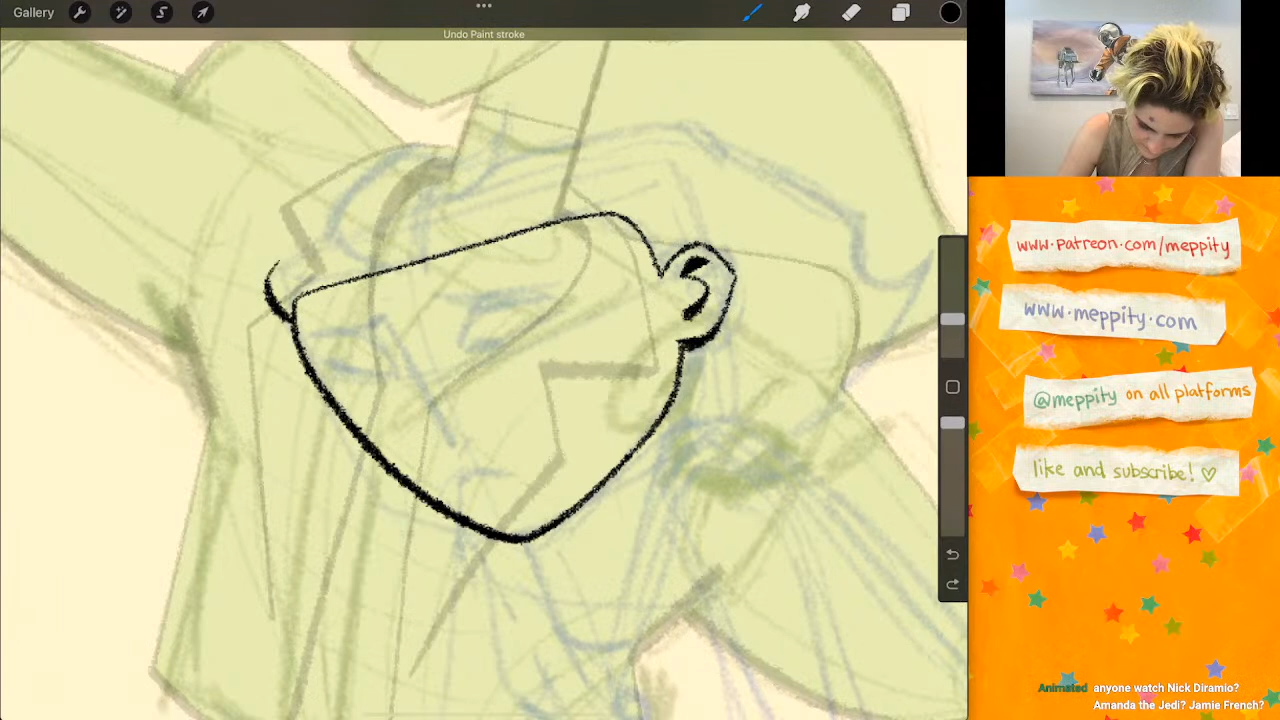 Gallery
Undo Paint stroke
www.patreon.com/meppity
www.meppity.com
@meppity on all platforms
like and subscribe! ♡
Animated anyone watch Nick Diramio?
Amanda the Jedi? Jamie French?